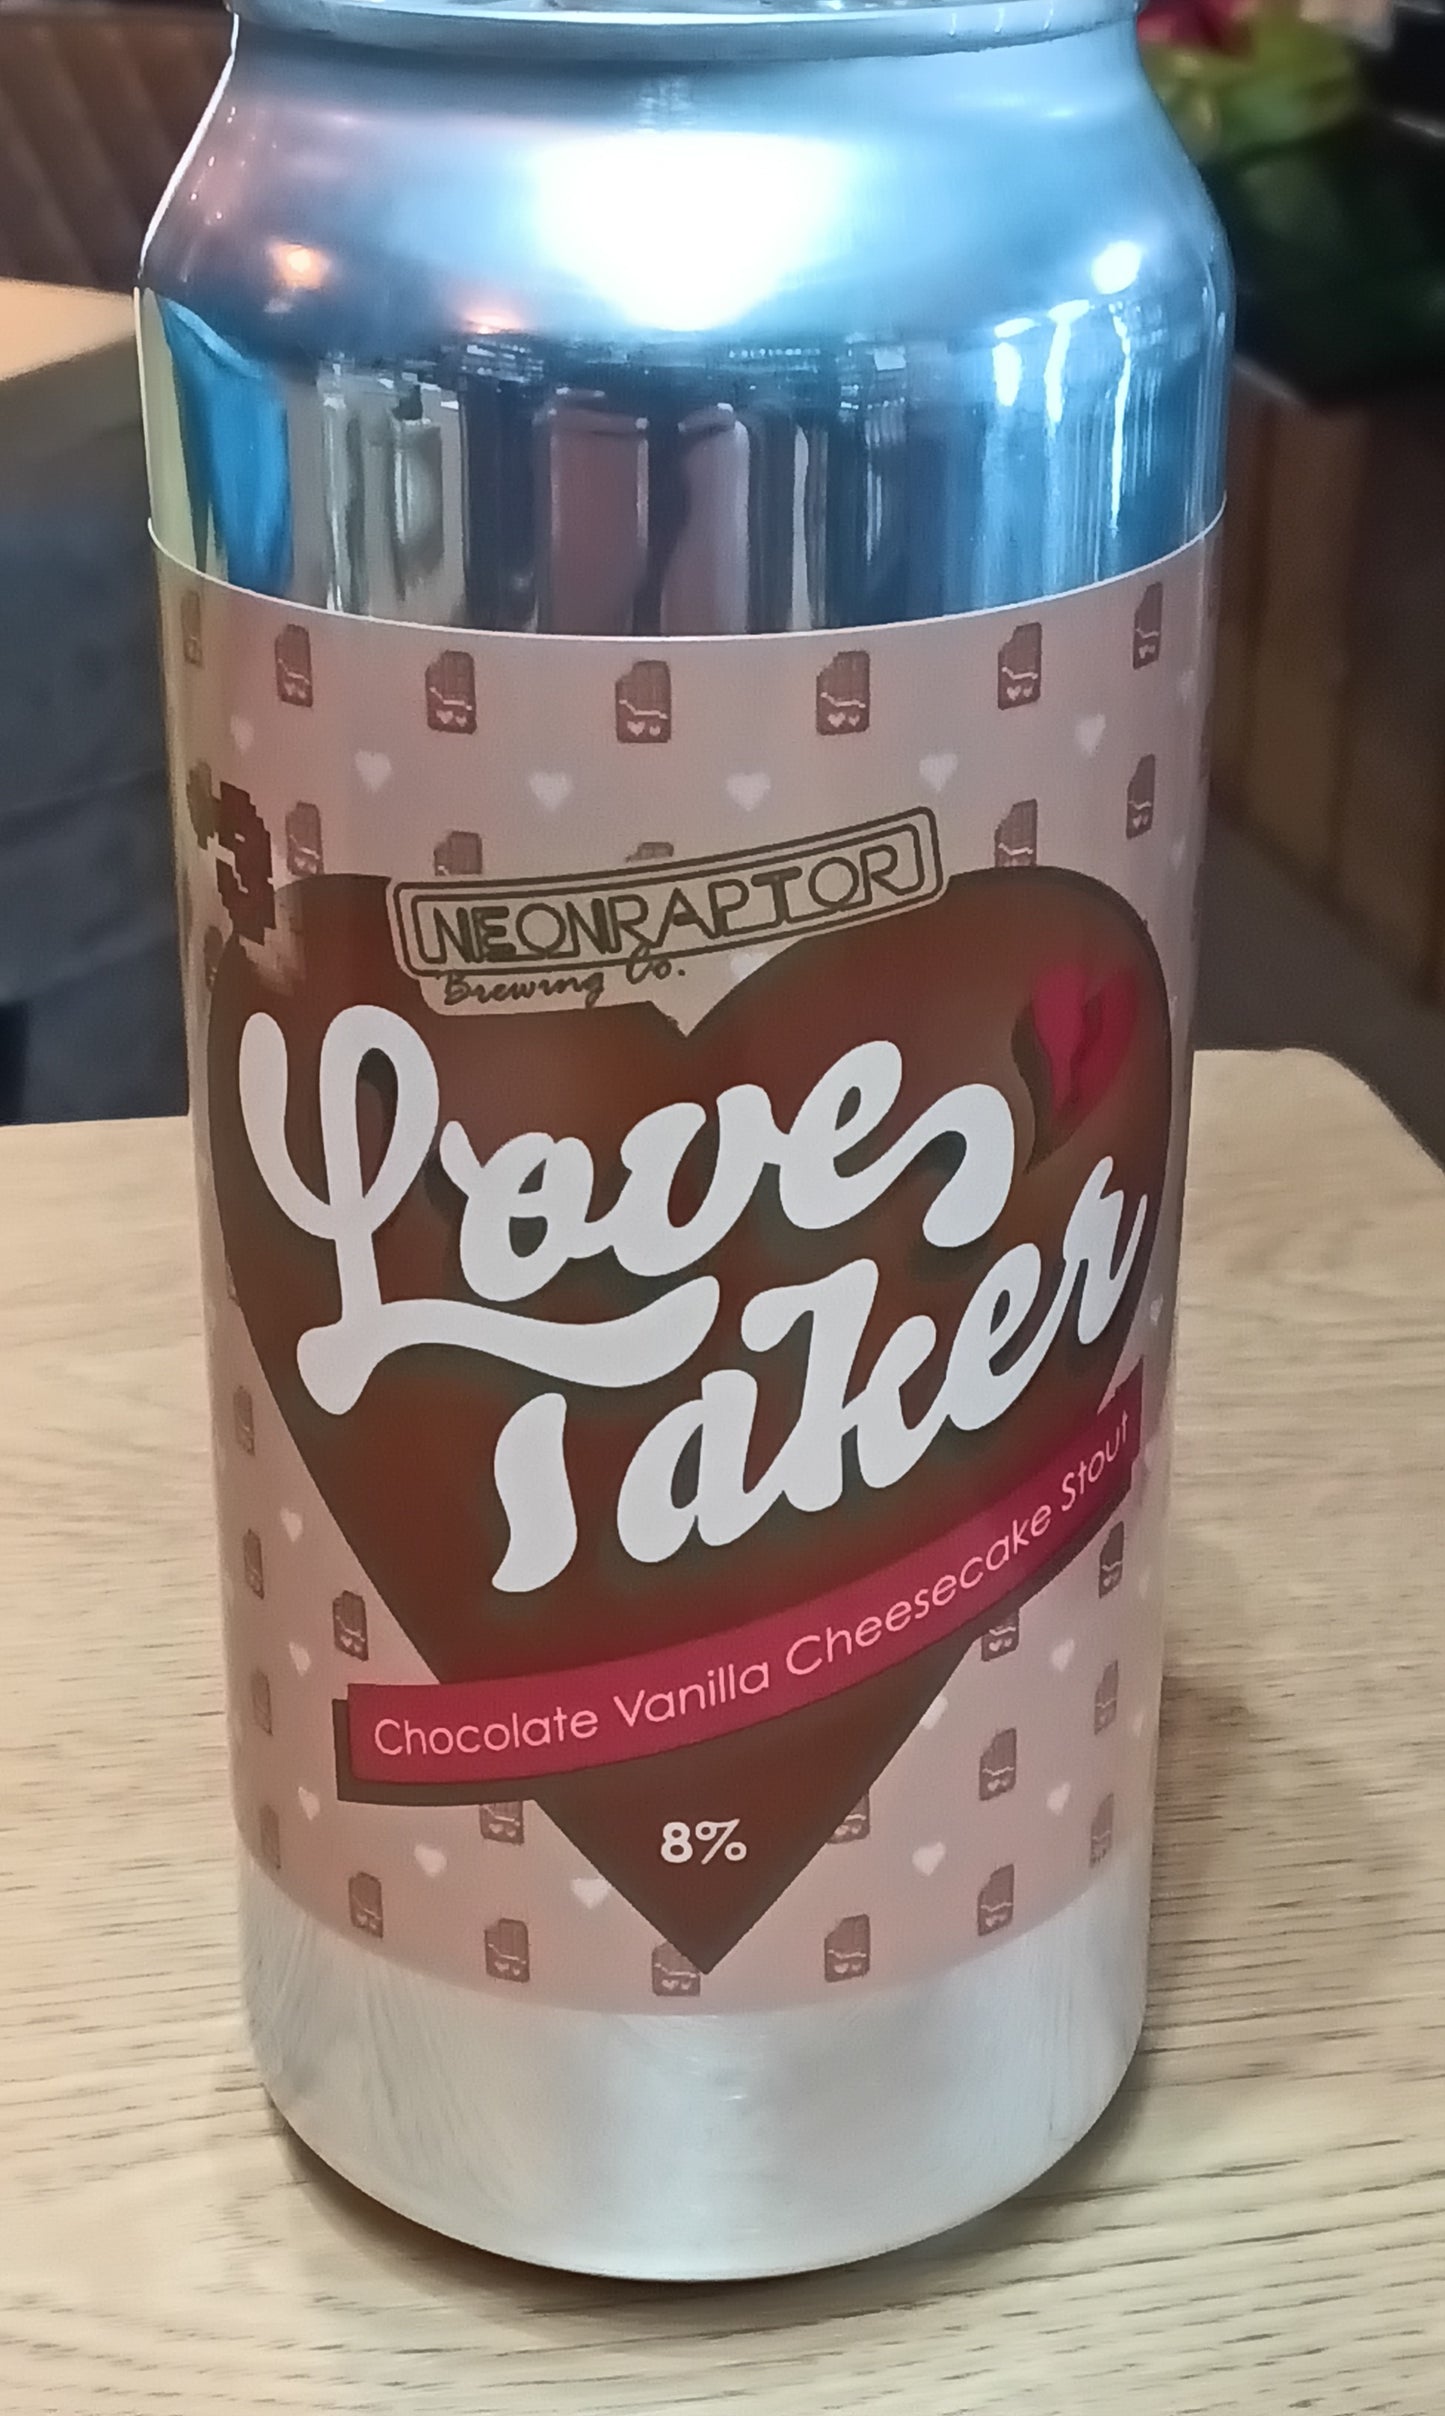 NEONRAPTOR
Brewing Co.
Love
Taker
Chocolate Vanilla Cheesecake Stout
8%